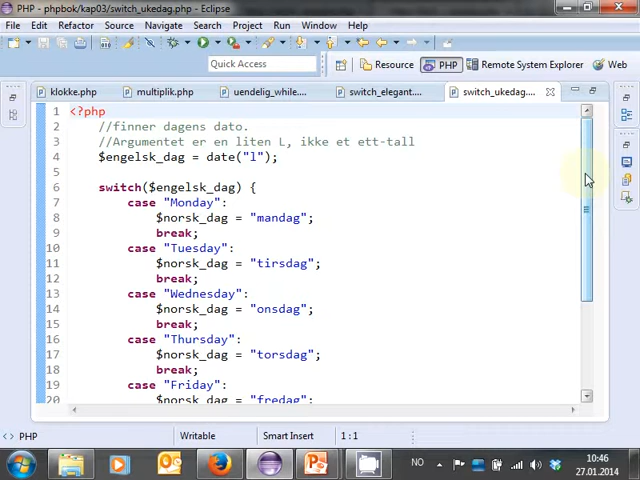 PHP - phpbok/kap03/switch_ukedag.php - Eclipse
File Edit Refactor Source Navigate Search Project Run Window Help
Quick Access
Resource PHP Remote System Explorer Web
klokke.php multiplik.php uendelig_while.... switch_elegant.... switch_ukedag....
1 <?php
2 //finner dagens dato.
3 //Argumentet er en liten L, ikke et ett-tall
4 $engelsk_dag = date("l");
5
6 switch($engelsk_dag) {
7 case "Monday":
8 $norsk_dag = "mandag";
9 break;
10 case "Tuesday":
11 $norsk_dag = "tirsdag";
12 break;
13 case "Wednesday":
14 $norsk_dag = "onsdag";
15 break;
16 case "Thursday":
17 $norsk_dag = "torsdag";
18 break;
19 case "Friday":
20 $norsk_dag = "fredag";
PHP Writable Smart Insert 1 : 1
NO 10:46
27.01.2014